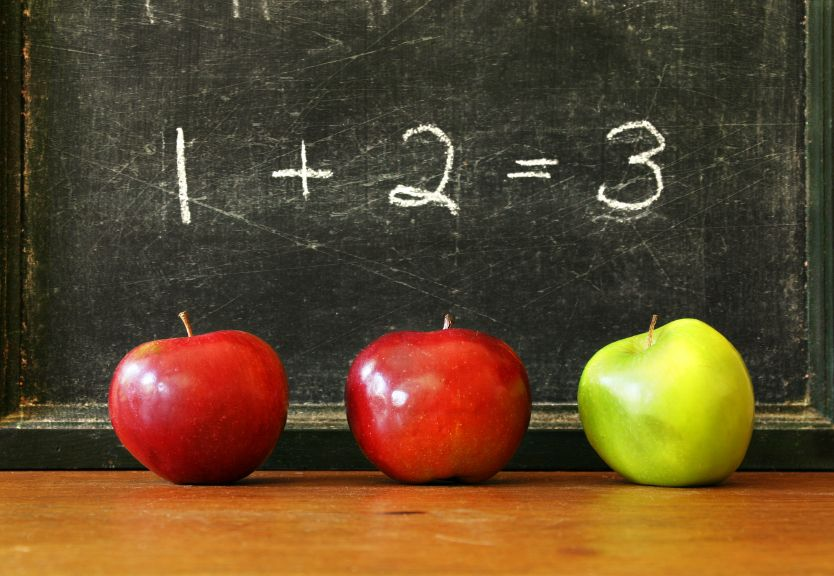 1 + 2 = 3